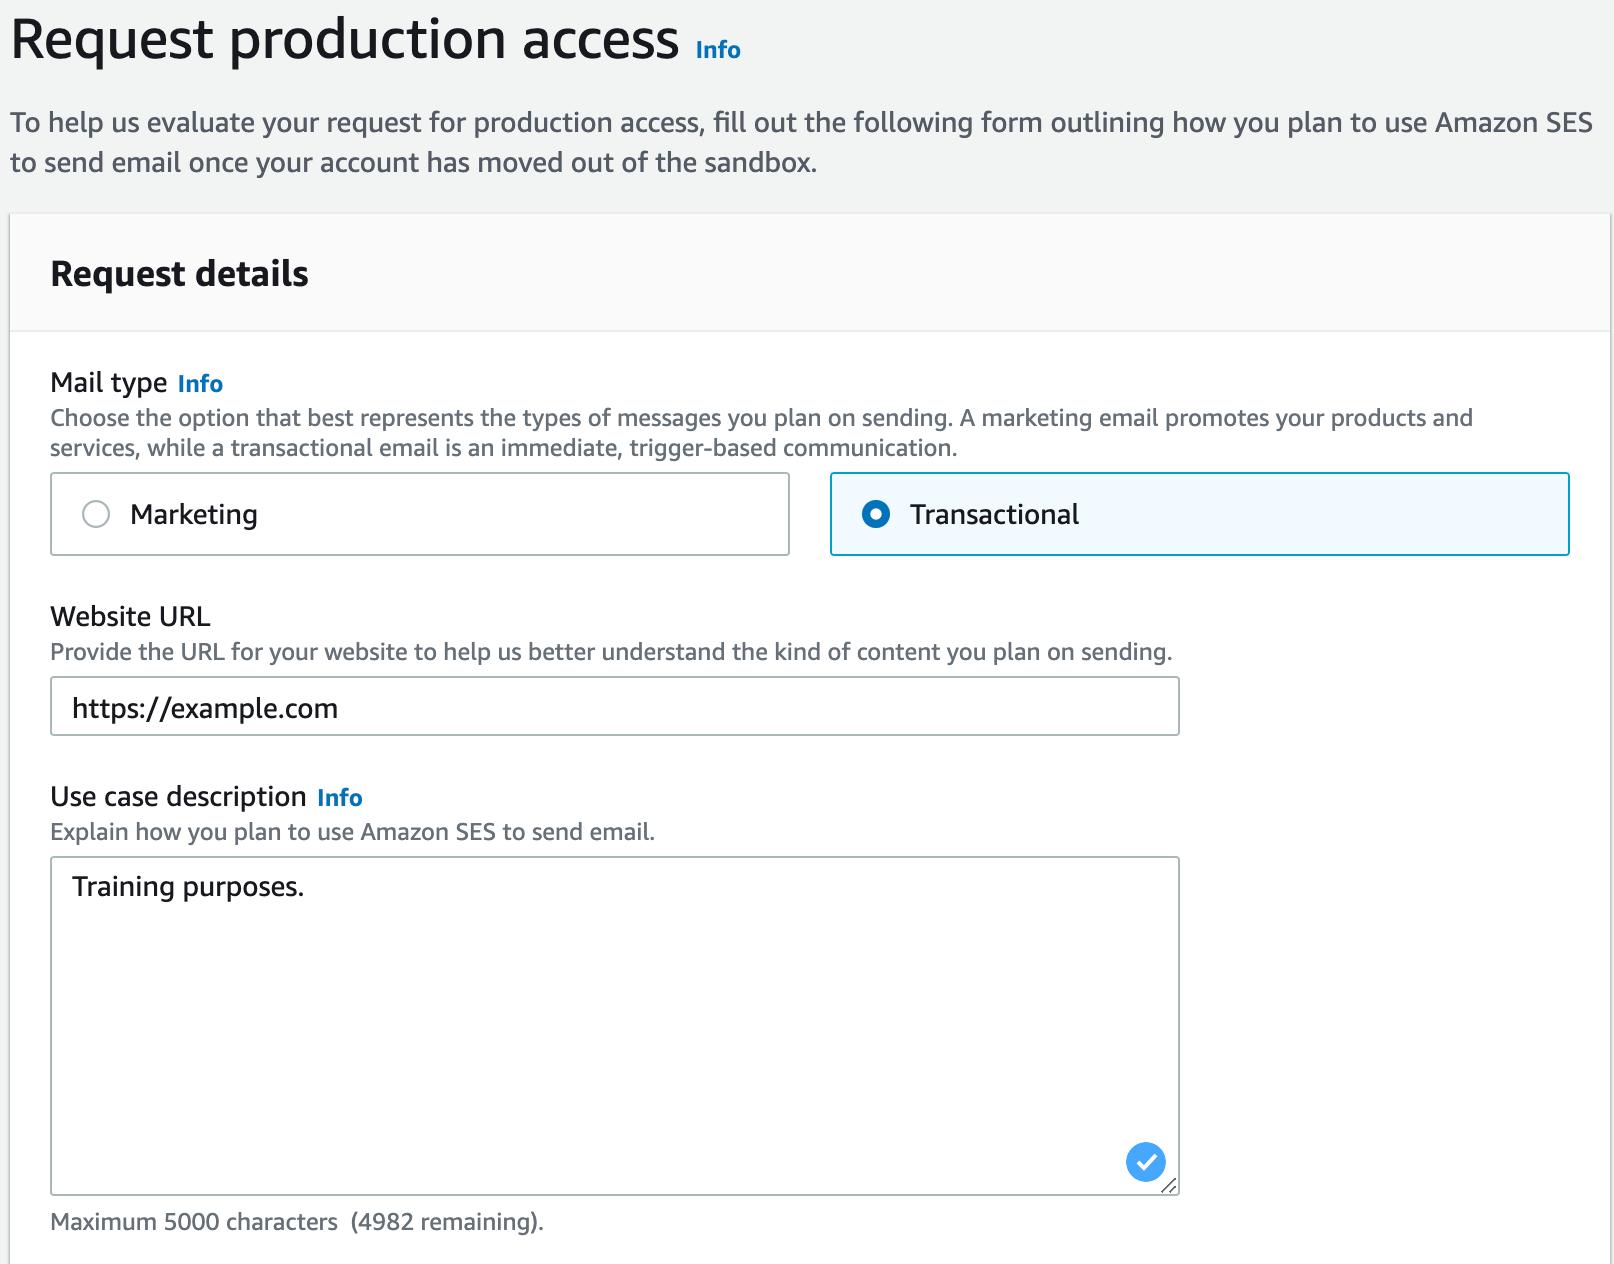 Request production access Info
To help us evaluate your request for production access, fill out the following form outlining how you plan to use Amazon SES
to send email once your account has moved out of the sandbox.
Request details
Mail type Info
Choose the option that best represents the types of messages you plan on sending. A marketing email promotes your products and
services, while a transactional email is an immediate, trigger-based communication.
Marketing
Transactional
Website URL
Provide the URL for your website to help us better understand the kind of content you plan on sending.
https://example.com
Use case description Info
Explain how you plan to use Amazon SES to send email.
Training purposes.
Maximum 5000 characters (4982 remaining).